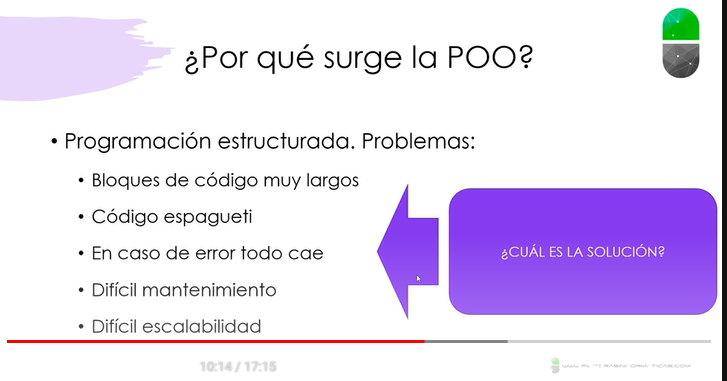 ¿Por qué surge la POO?
• Programación estructurada. Problemas:
• Bloques de código muy largos
• Código espagueti
• En caso de error todo cae
• Difícil mantenimiento
• Difícil escalabilidad
¿CUÁL ES LA SOLUCIÓN?
10:14 / 17:15